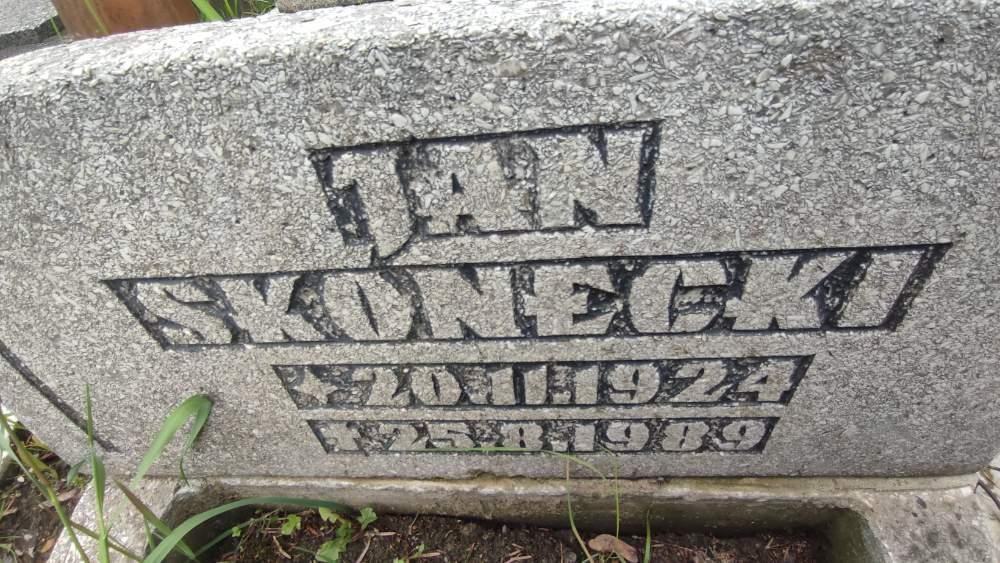 JAN
SKONECKI
★ 20.11.1924
✝ 25.8.1989